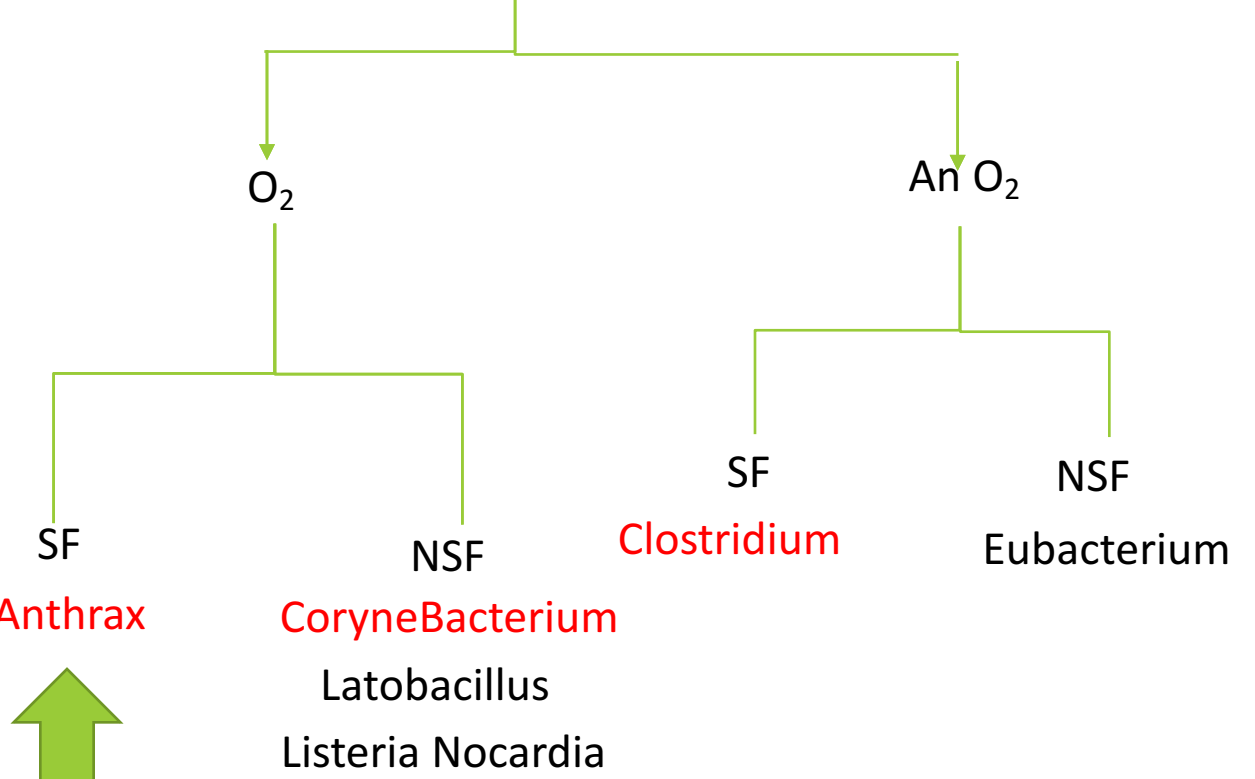 O₂
An O₂
SF
Anthrax
NSF
CoryneBacterium
Latobacillus
Listeria Nocardia
SF
Clostridium
NSF
Eubacterium